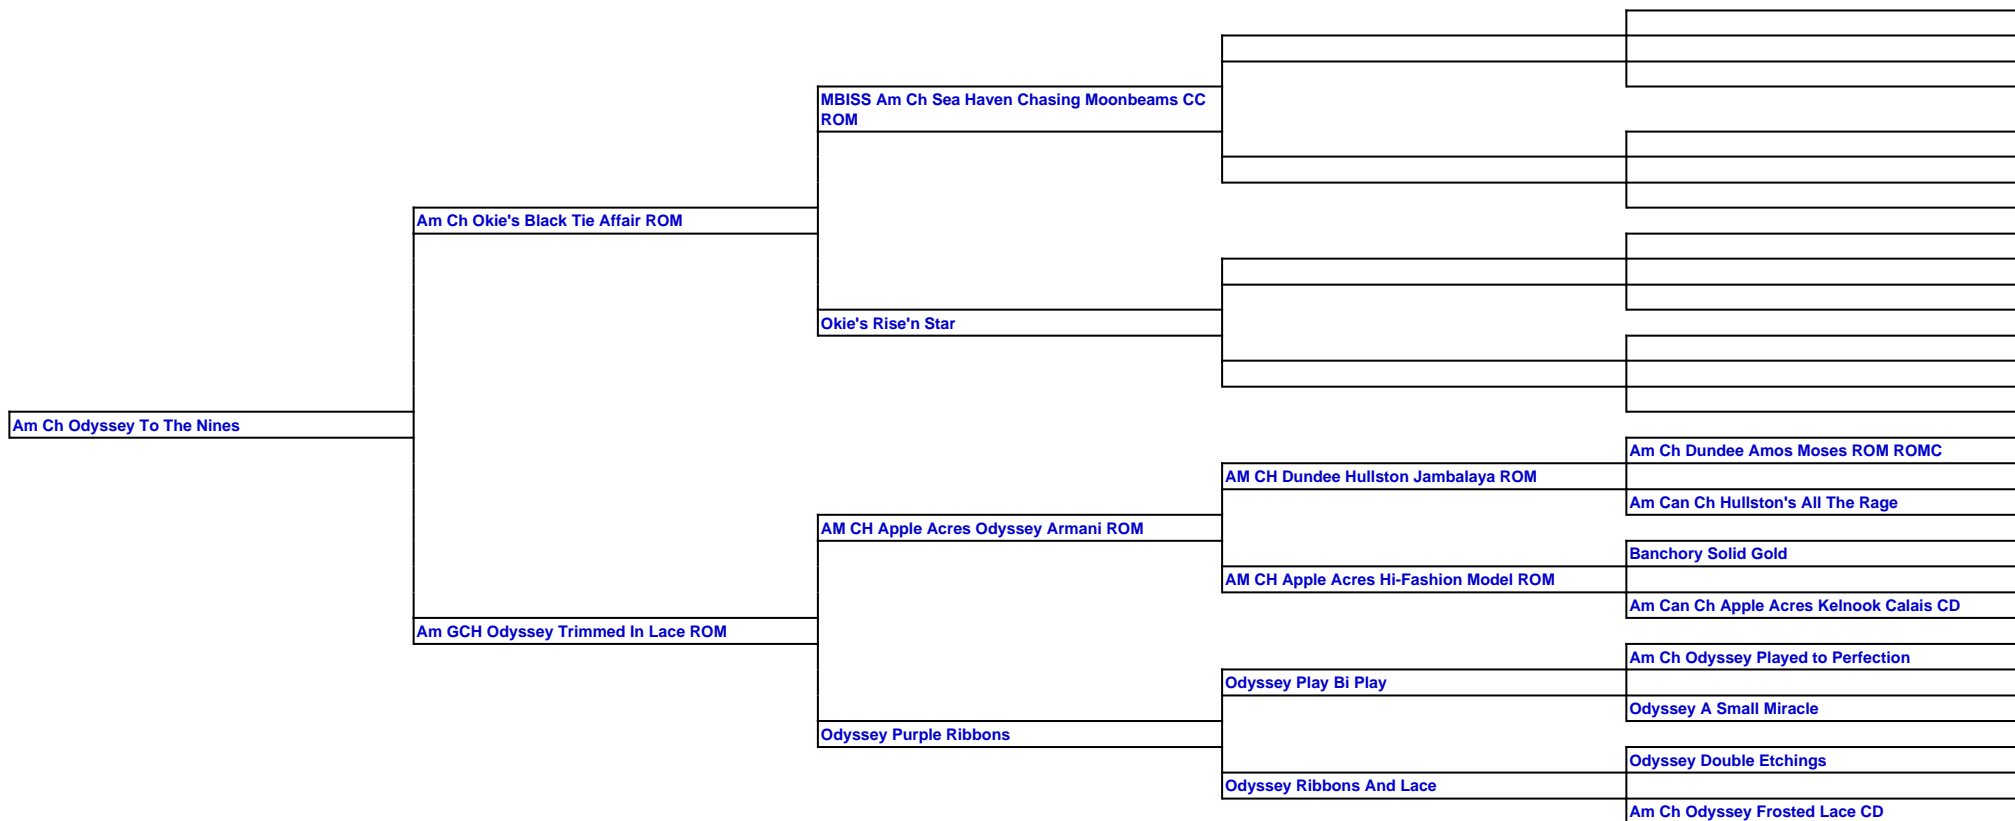 MBISS Am Ch Sea Haven Chasing Moonbeams CC
ROM
Am Ch Okie's Black Tie Affair ROM
Okie's Rise'n Star
Am Ch Odyssey To The Nines
Am Ch Dundee Amos Moses ROM ROMC
AM CH Dundee Hullston Jambalaya ROM
Am Can Ch Hullston's All The Rage
AM CH Apple Acres Odyssey Armani ROM
Banchory Solid Gold
AM CH Apple Acres Hi-Fashion Model ROM
Am Can Ch Apple Acres Kelnook Calais CD
Am GCH Odyssey Trimmed In Lace ROM
Am Ch Odyssey Played to Perfection
Odyssey Play Bi Play
Odyssey A Small Miracle
Odyssey Purple Ribbons
Odyssey Double Etchings
Odyssey Ribbons And Lace
Am Ch Odyssey Frosted Lace CD